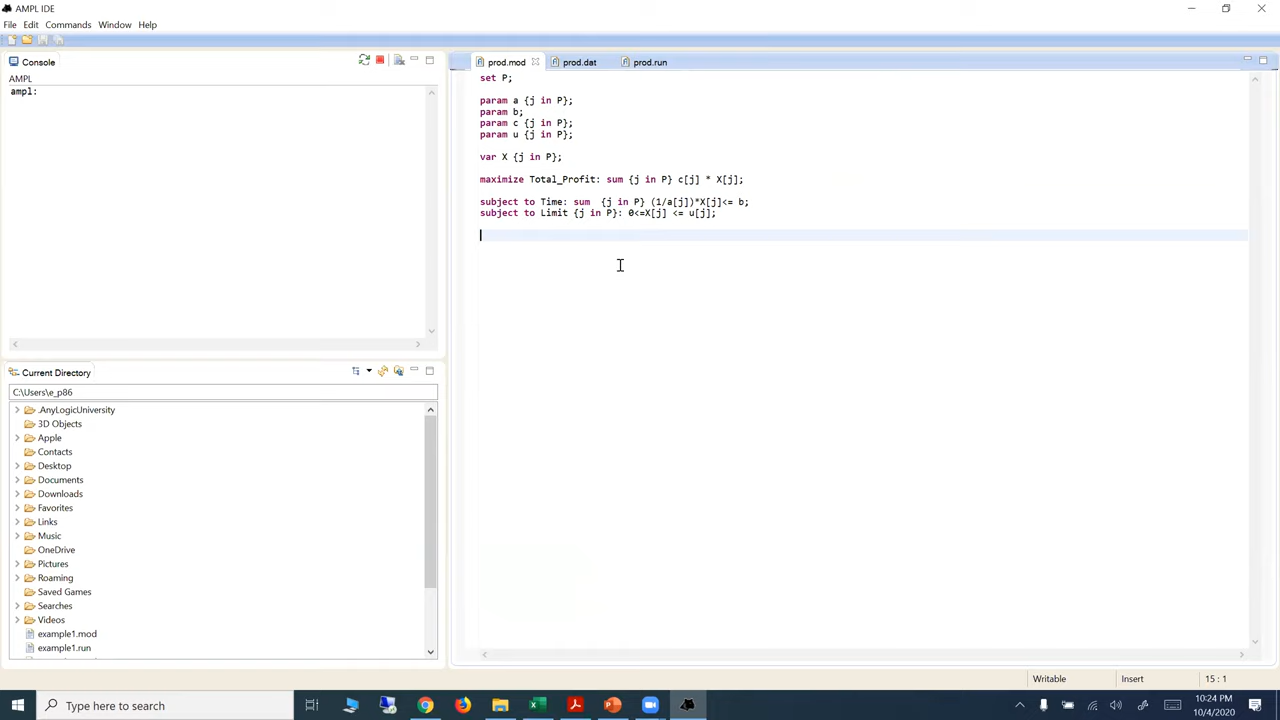 AMPL IDE
File Edit Commands Window Help
Console
AMPL
ampl:
Current Directory
C:\Users\e_p86
.AnyLogicUniversity
3D Objects
Apple
Contacts
Desktop
Documents
Downloads
Favorites
Links
Music
OneDrive
Pictures
Roaming
Saved Games
Searches
Videos
example1.mod
example1.run
prod.mod prod.dat prod.run
set P;
param a {j in P};
param b;
param c {j in P};
param u {j in P};
var X {j in P};
maximize Total_Profit: sum {j in P} c[j] * X[j];
subject to Time: sum  {j in P} (1/a[j])*X[j]<= b;
subject to Limit {j in P}: 0<=X[j] <= u[j];
Writable Insert 15 : 1
Type here to search
10:24 PM
10/4/2020